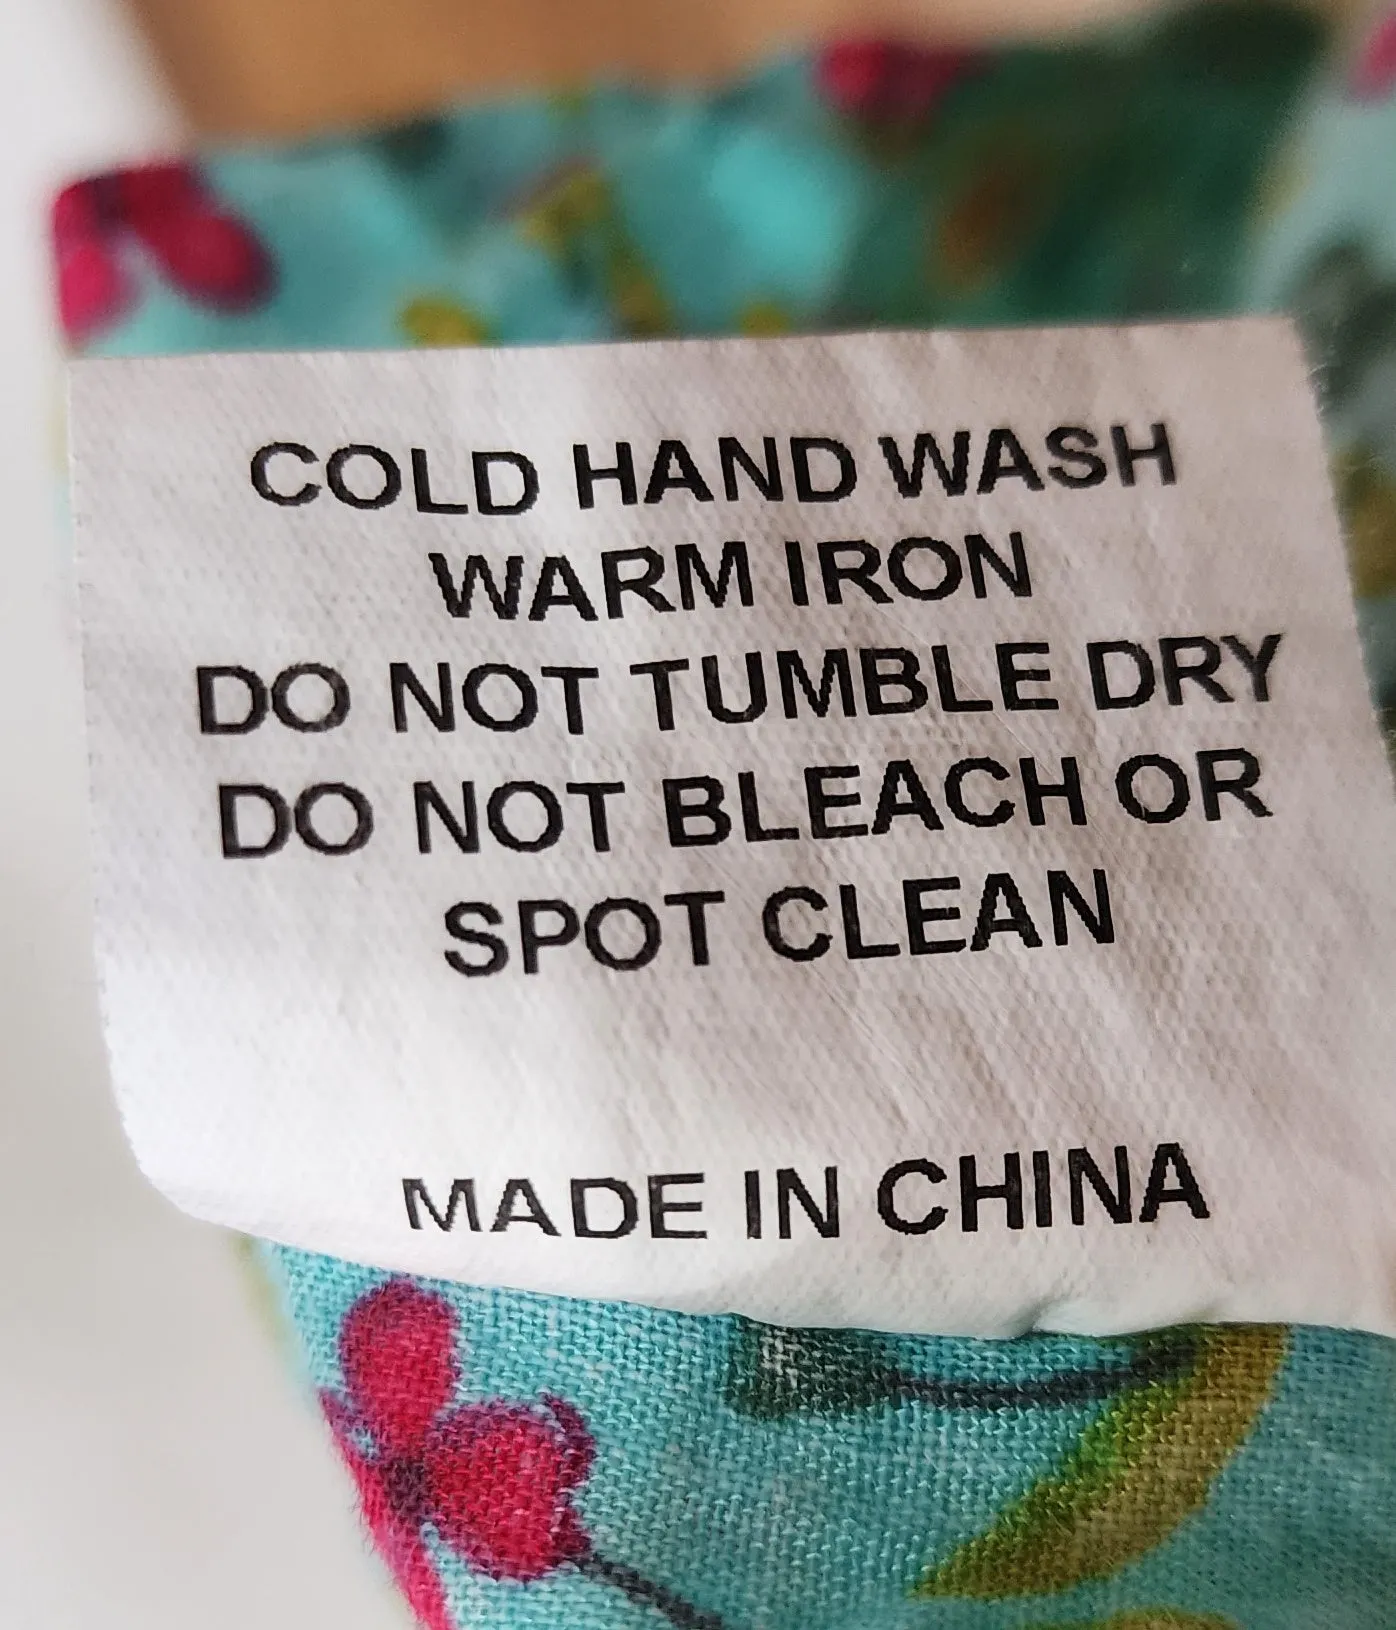 COLD HAND WASH
WARM IRON
DO NOT TUMBLE DRY
DO NOT BLEACH OR
SPOT CLEAN
MADE IN CHINA